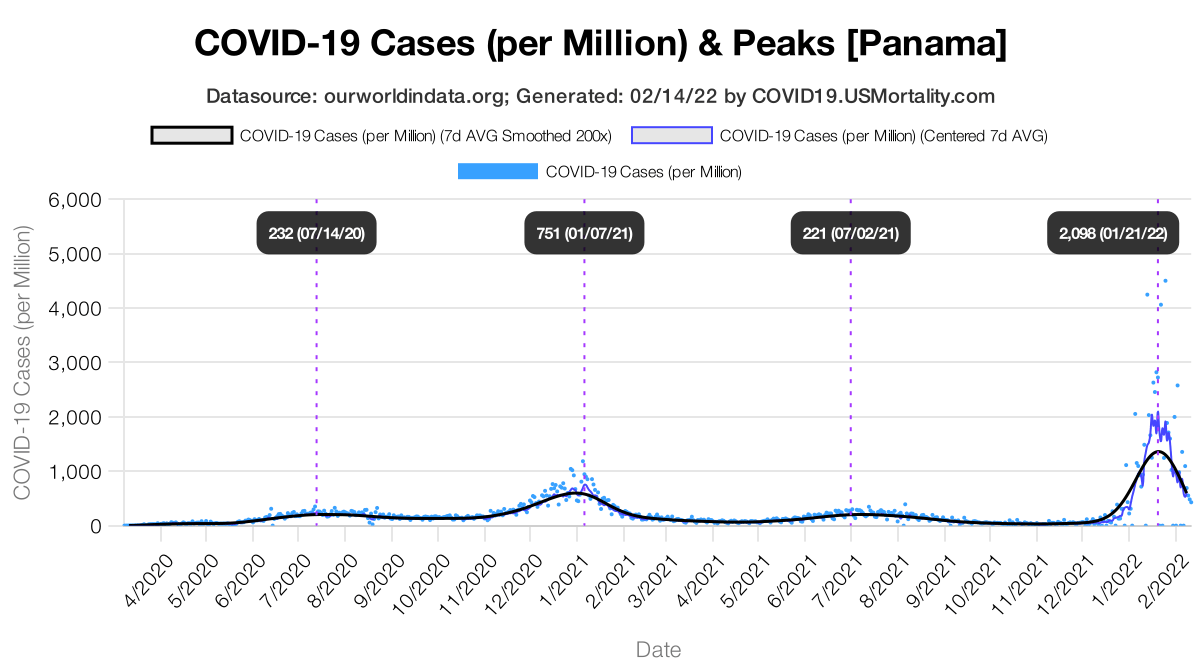 COVID-19 Cases (per Million) & Peaks [Panama]
Datasource: ourworldindata.org; Generated: 02/14/22 by COVID19.USMortality.com
COVID-19 Cases (per Million) (7d AVG Smoothed 200x) COVID-19 Cases (per Million) (Centered 7d AVG)
COVID-19 Cases (per Million)
COVID-19 Cases (per Million)
6,000
5,000
4,000
3,000
2,000
1,000
0
232 (07/14/20) 751 (01/07/21) 221 (07/02/21) 2,098 (01/21/22)
4/2020 5/2020 6/2020 7/2020 8/2020 9/2020 10/2020 11/2020 12/2020 1/2021 2/2021 3/2021 4/2021 5/2021 6/2021 7/2021 8/2021 9/2021 10/2021 11/2021 12/2021 1/2022 2/2022
Date